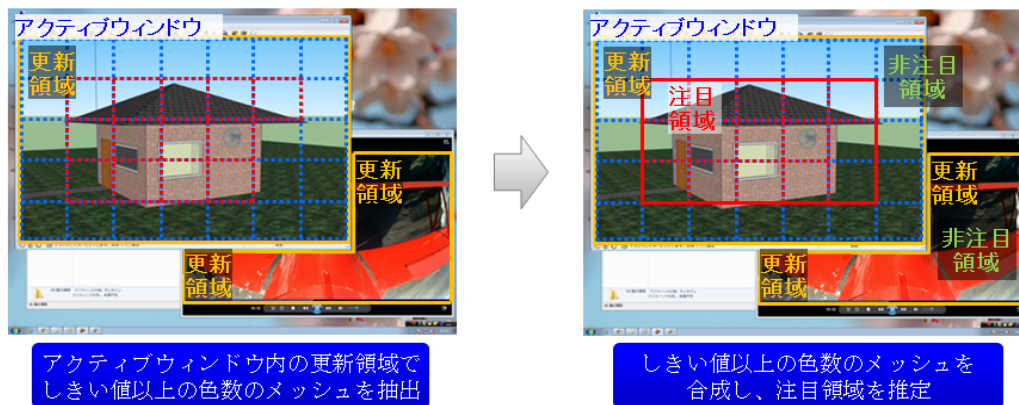 アクティブウィンドウ
更新
領域
更新
領域
更新
領域
アクティブウィンドウ内の更新領域で
しきい値以上の色数のメッシュを抽出
アクティブウィンドウ
更新
領域
注目
領域
非注目
領域
更新
領域
非注目
領域
更新
領域
しきい値以上の色数のメッシュを
合成し、注目領域を推定